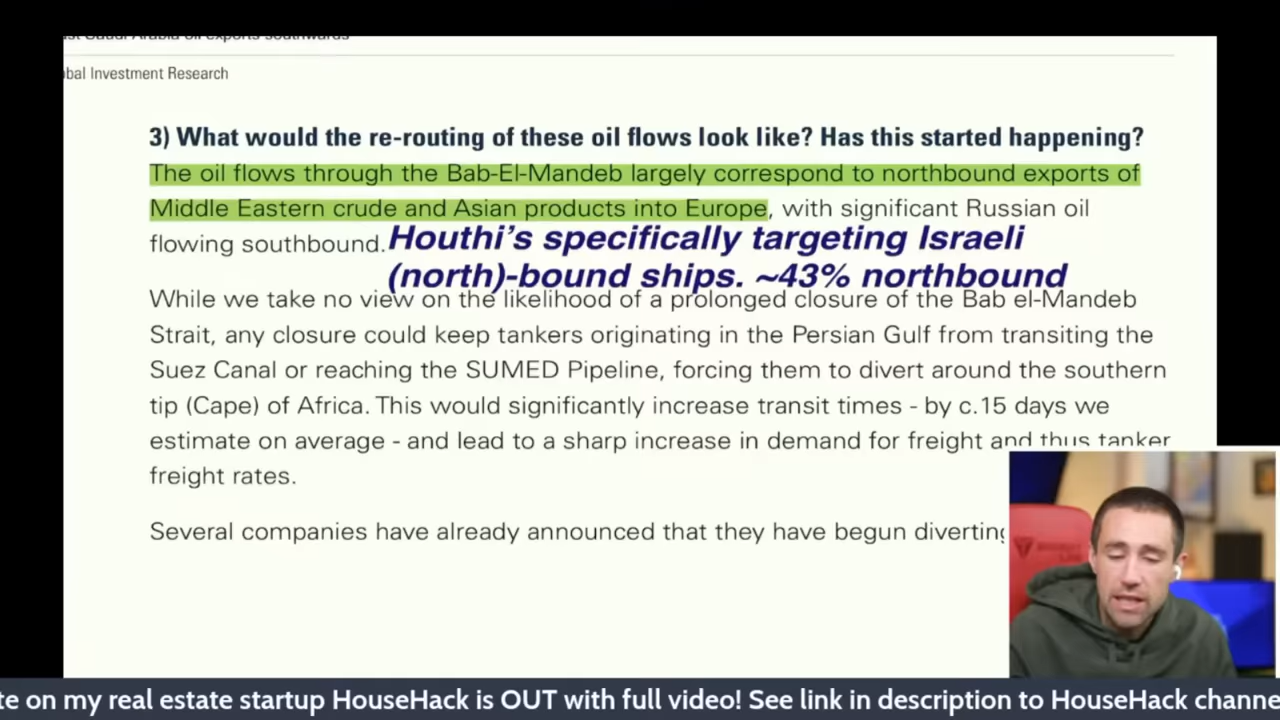 Saudi Arabia oil exports southwards
Global Investment Research
3) What would the re-routing of these oil flows look like? Has this started happening?
The oil flows through the Bab-El-Mandeb largely correspond to northbound exports of
Middle Eastern crude and Asian products into Europe, with significant Russian oil
flowing southbound. Houthi's specifically targeting Israeli
(north)-bound ships. ~43% northbound
While we take no view on the likelihood of a prolonged closure of the Bab el-Mandeb
Strait, any closure could keep tankers originating in the Persian Gulf from transiting the
Suez Canal or reaching the SUMED Pipeline, forcing them to divert around the southern
tip (Cape) of Africa. This would significantly increase transit times - by c.15 days we
estimate on average - and lead to a sharp increase in demand for freight and thus tanker
freight rates.
Several companies have already announced that they have begun diverting
te on my real estate startup HouseHack is OUT with full video! See link in description to HouseHack channe